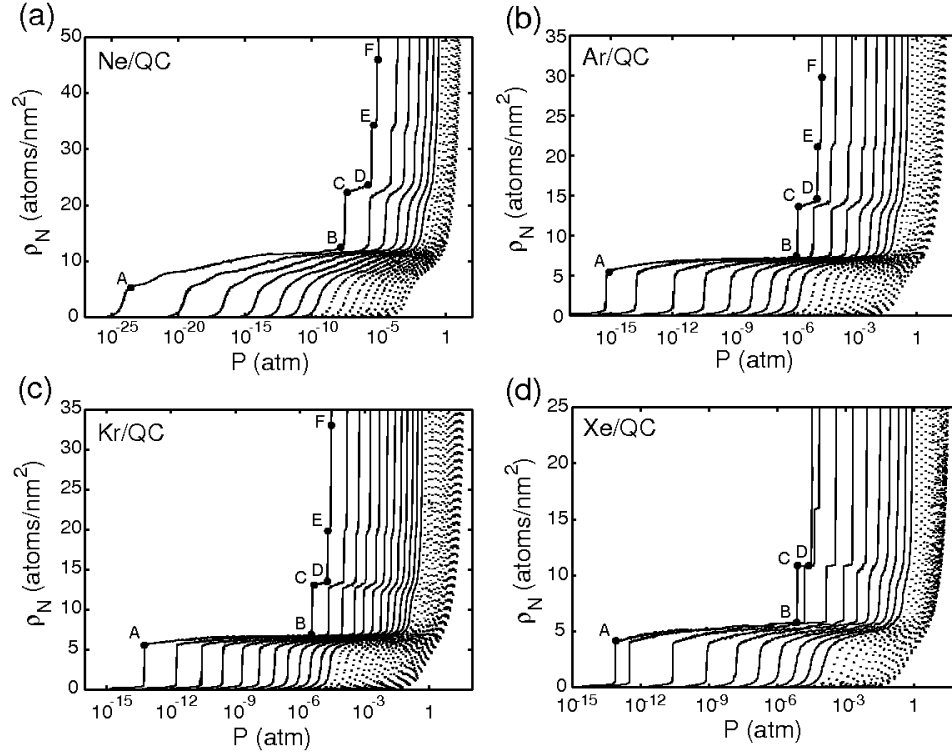 (a)
Ne/QC
ρN (atoms/nm²)
50
40
30
20
10
0
A
B
C
D
E
F
10⁻²⁵
10⁻²⁰
10⁻¹⁵
10⁻¹⁰
10⁻⁵
P (atm)
(b)
Ar/QC
ρN (atoms/nm²)
35
30
25
20
15
10
5
0
A
B
C
D
E
F
10⁻¹⁵
10⁻¹²
10⁻⁹
10⁻⁶
10⁻³
1
P (atm)
(c)
Kr/QC
ρN (atoms/nm²)
35
30
25
20
15
10
5
0
A
B
C
D
E
F
10⁻¹⁵
10⁻¹²
10⁻⁹
10⁻⁶
10⁻³
1
P (atm)
(d)
Xe/QC
ρN (atoms/nm²)
25
20
15
10
5
0
A
B
C
D
10⁻¹²
10⁻⁹
10⁻⁶
10⁻³
1
P (atm)